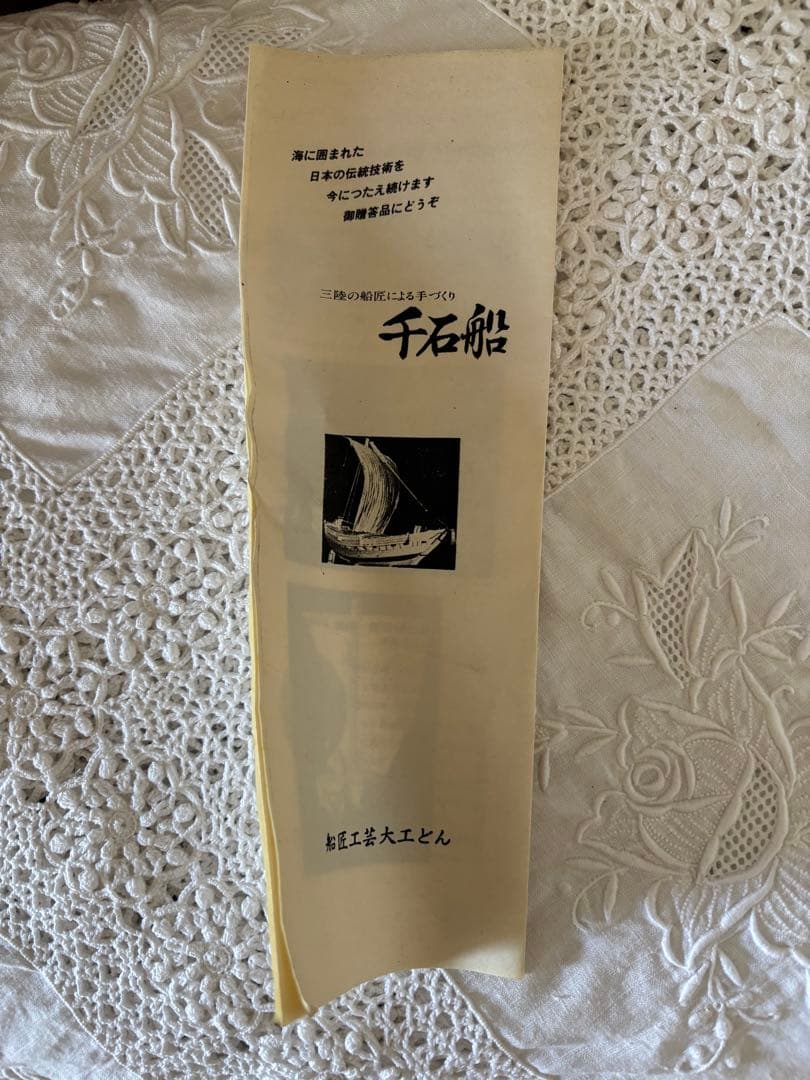 海に囲まれた
日本の伝統技術を
今につたえ続けます
御贈答品にどうぞ
三陸の船匠による手づくり
千石船
船匠工芸大工どん